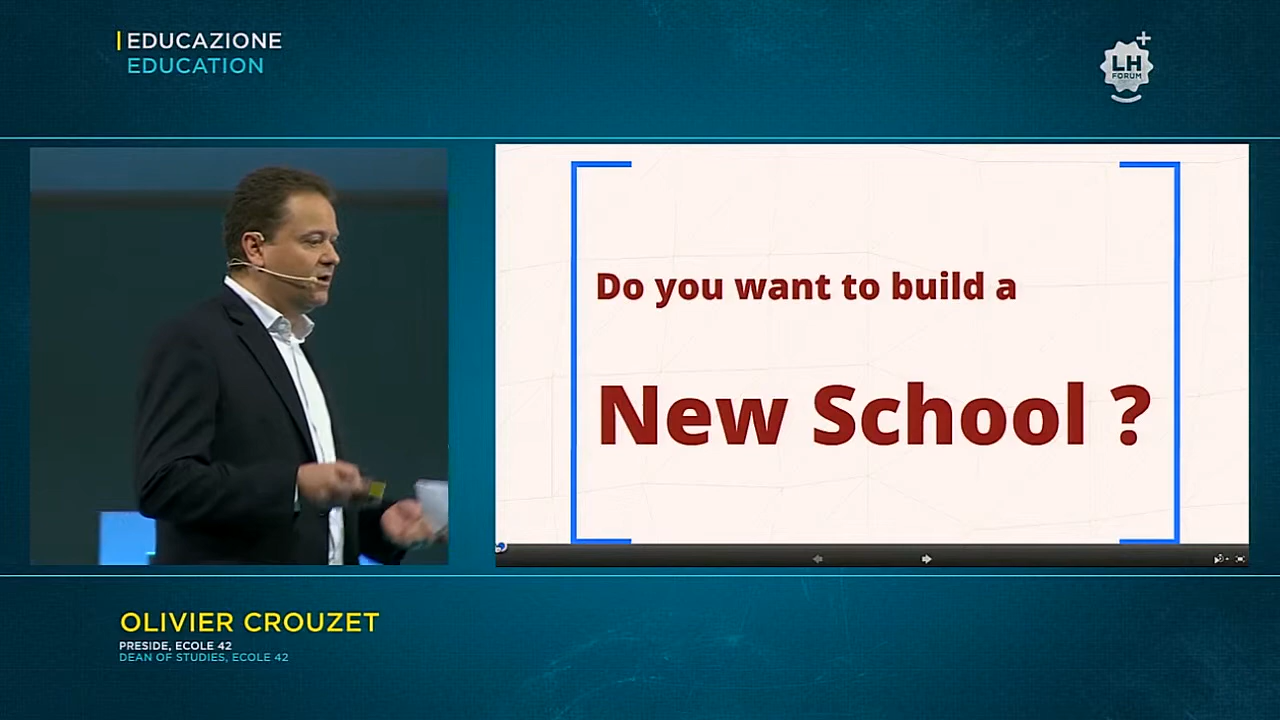 EDUCAZIONE
EDUCATION
LH
FORUM
Do you want to build a
New School ?
OLIVIER CROUZET
PRESIDE, ECOLE 42
DEAN OF STUDIES, ECOLE 42